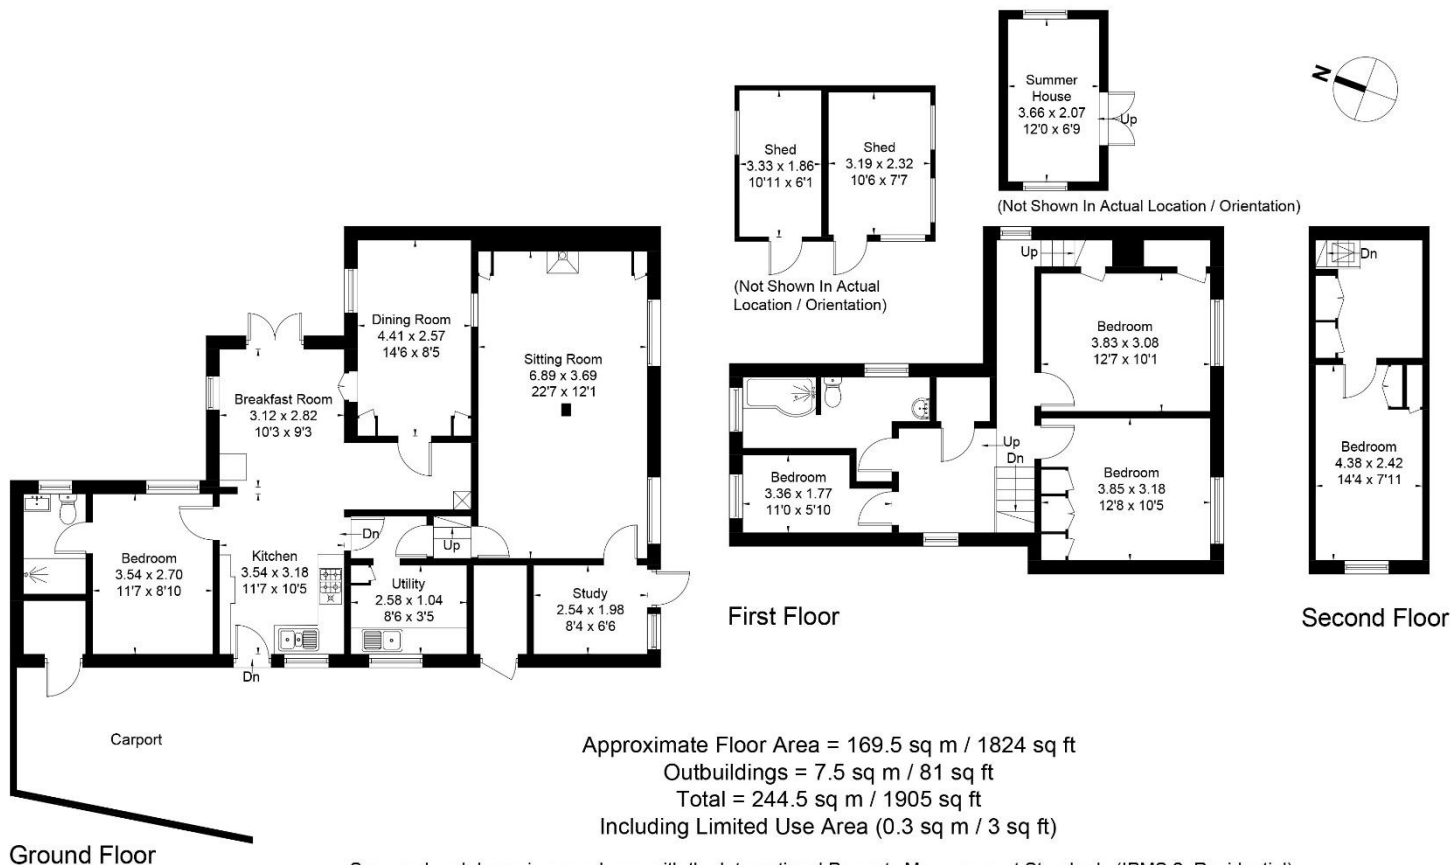 Summer
House
3.66 x 2.07
12'0 x 6'9
Up
N
Shed
3.33 x 1.86
10'11 x 6'1
Shed
3.19 x 2.32
10'6 x 7'7
(Not Shown In Actual Location / Orientation)
(Not Shown In Actual
Location / Orientation)
Dining Room
4.41 x 2.57
14'6 x 8'5
Sitting Room
6.89 x 3.69
22'7 x 12'1
Breakfast Room
3.12 x 2.82
10'3 x 9'3
Bedroom
3.54 x 2.70
11'7 x 8'10
Kitchen
3.54 x 3.18
11'7 x 10'5
Dn
Up
Utility
2.58 x 1.04
8'6 x 3'5
Study
2.54 x 1.98
8'4 x 6'6
Dn
Carport
Ground Floor
Up
Bedroom
3.83 x 3.08
12'7 x 10'1
Up
Dn
Bedroom
3.36 x 1.77
11'0 x 5'10
Bedroom
3.85 x 3.18
12'8 x 10'5
First Floor
Dn
Bedroom
4.38 x 2.42
14'4 x 7'11
Second Floor
Approximate Floor Area = 169.5 sq m / 1824 sq ft
Outbuildings = 7.5 sq m / 81 sq ft
Total = 244.5 sq m / 1905 sq ft
Including Limited Use Area (0.3 sq m / 3 sq ft)